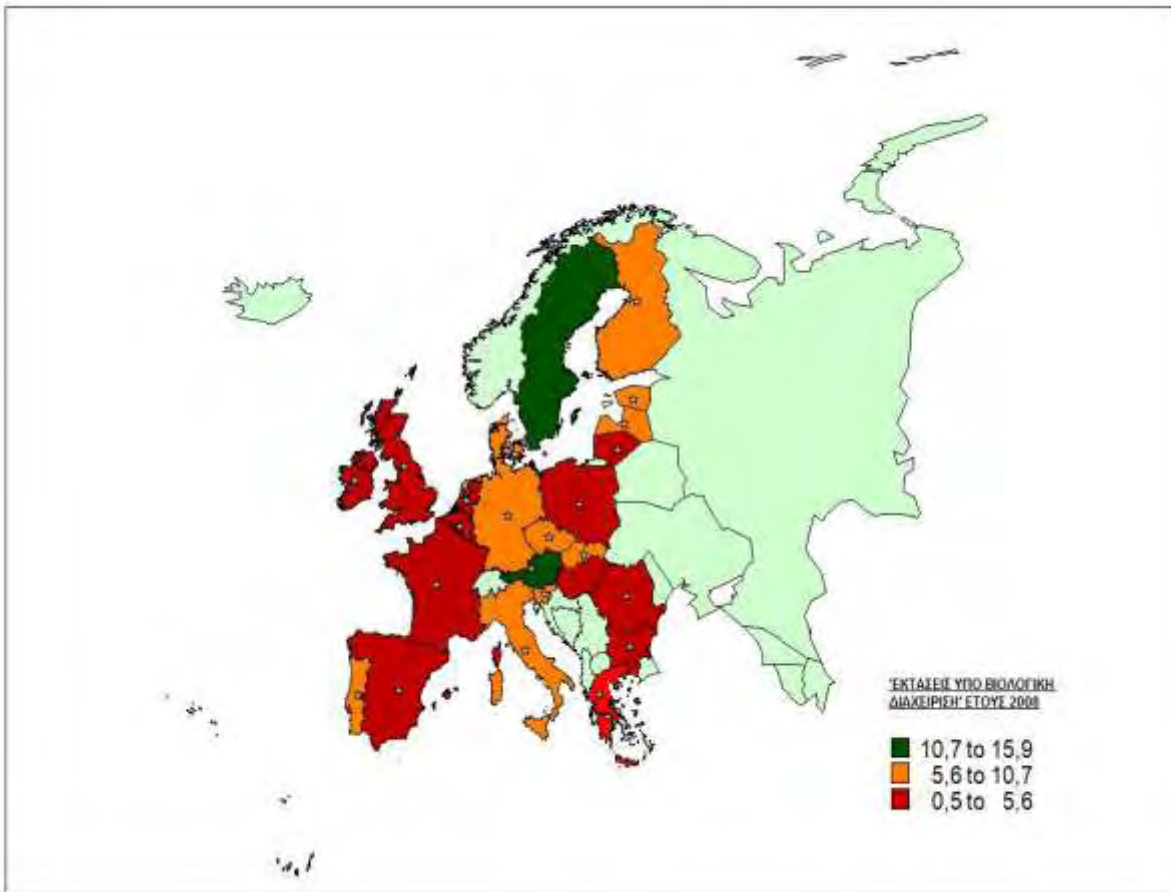 'ΕΚΤΑΣΕΙΣ ΥΠΟ ΒΙΟΛΟΓΙΚΗ
ΔΙΑΧΕΙΡΙΣΗ' ΕΤΟΥΣ 2008
10,7 to 15,9
5,6 to 10,7
0,5 to 5,6